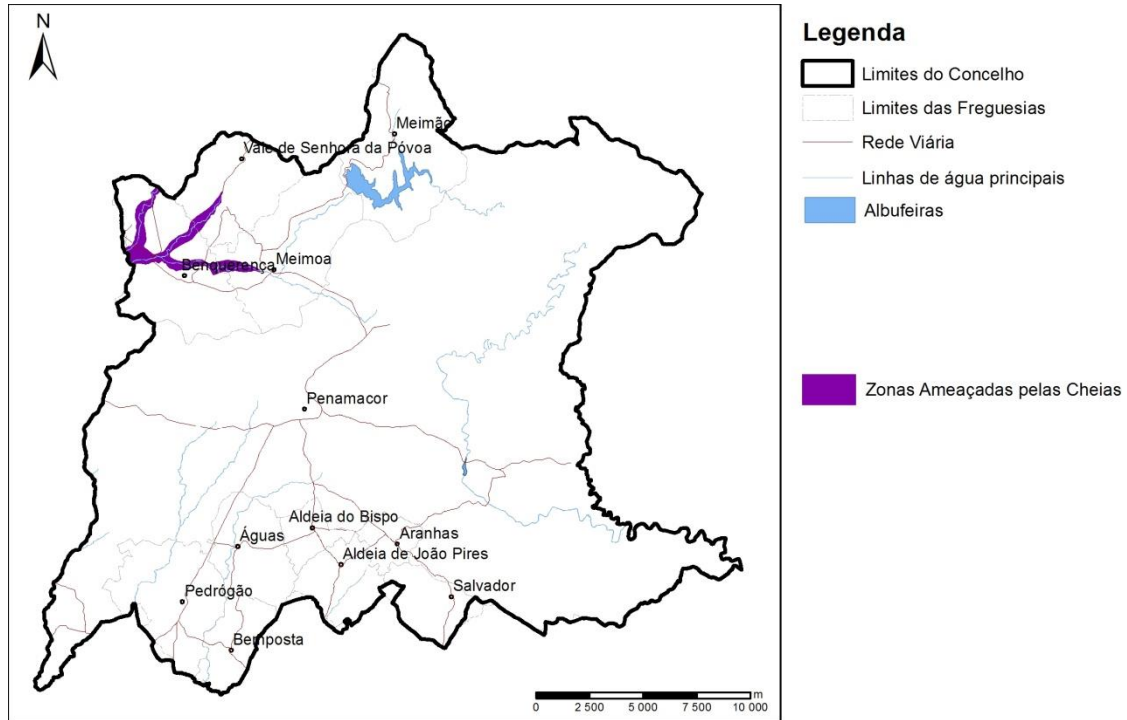 N
Meimão
Vale de Senhora da Póvoa
Benquerença
Meimoa
Penamacor
Aldeia do Bispo
Águas
Aranhas
Aldeia de João Pires
Pedrógão
Salvador
Bemposta
m
0 2 500 5 000 7 500 10 000
Legenda
Limites do Concelho
Limites das Freguesias
Rede Viária
Linhas de água principais
Albufeiras
Zonas Ameaçadas pelas Cheias